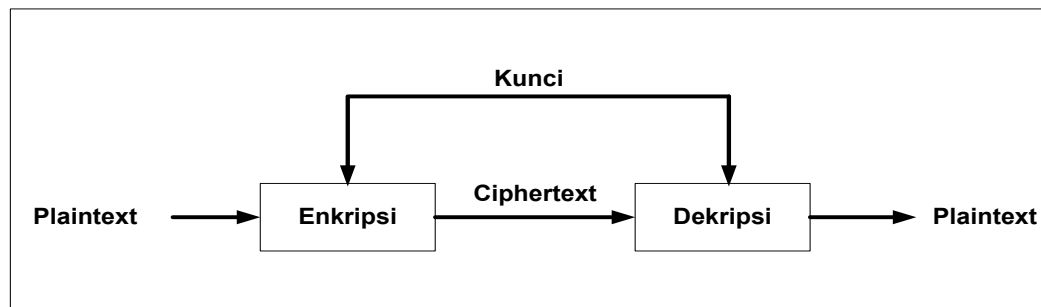 Kunci
Ciphertext
Plaintext
Enkripsi
Dekripsi
Plaintext